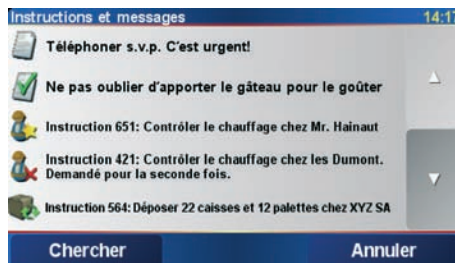 Instructions et messages 14:17
Téléphoner s.v.p. C'est urgent!
Ne pas oublier d'apporter le gâteau pour le goûter
Instruction 651: Contrôler le chauffage chez Mr. Hainaut
Instruction 421: Contrôler le chauffage chez les Dumont.
Demandé pour la seconde fois.
Instruction 564: Déposer 22 caisses et 12 palettes chez XYZ SA
Chercher Annuler